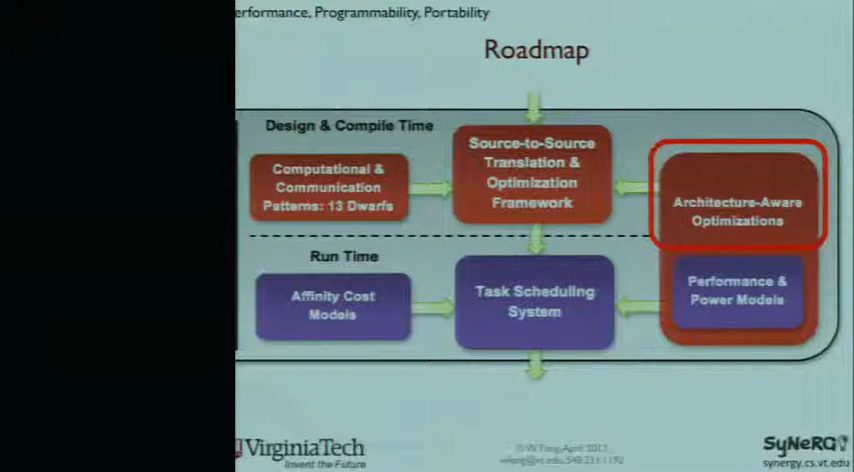 erformance, Programmability, Portability
Roadmap
Design & Compile Time
Computational &
Communication
Patterns: 13 Dwarfs
Source-to-Source
Translation &
Optimization
Framework
Architecture-Aware
Optimizations
Run Time
Affinity Cost
Models
Task Scheduling
System
Performance &
Power Models
VirginiaTech
Invent the Future
SyNeRGy
synergy.cs.vt.edu